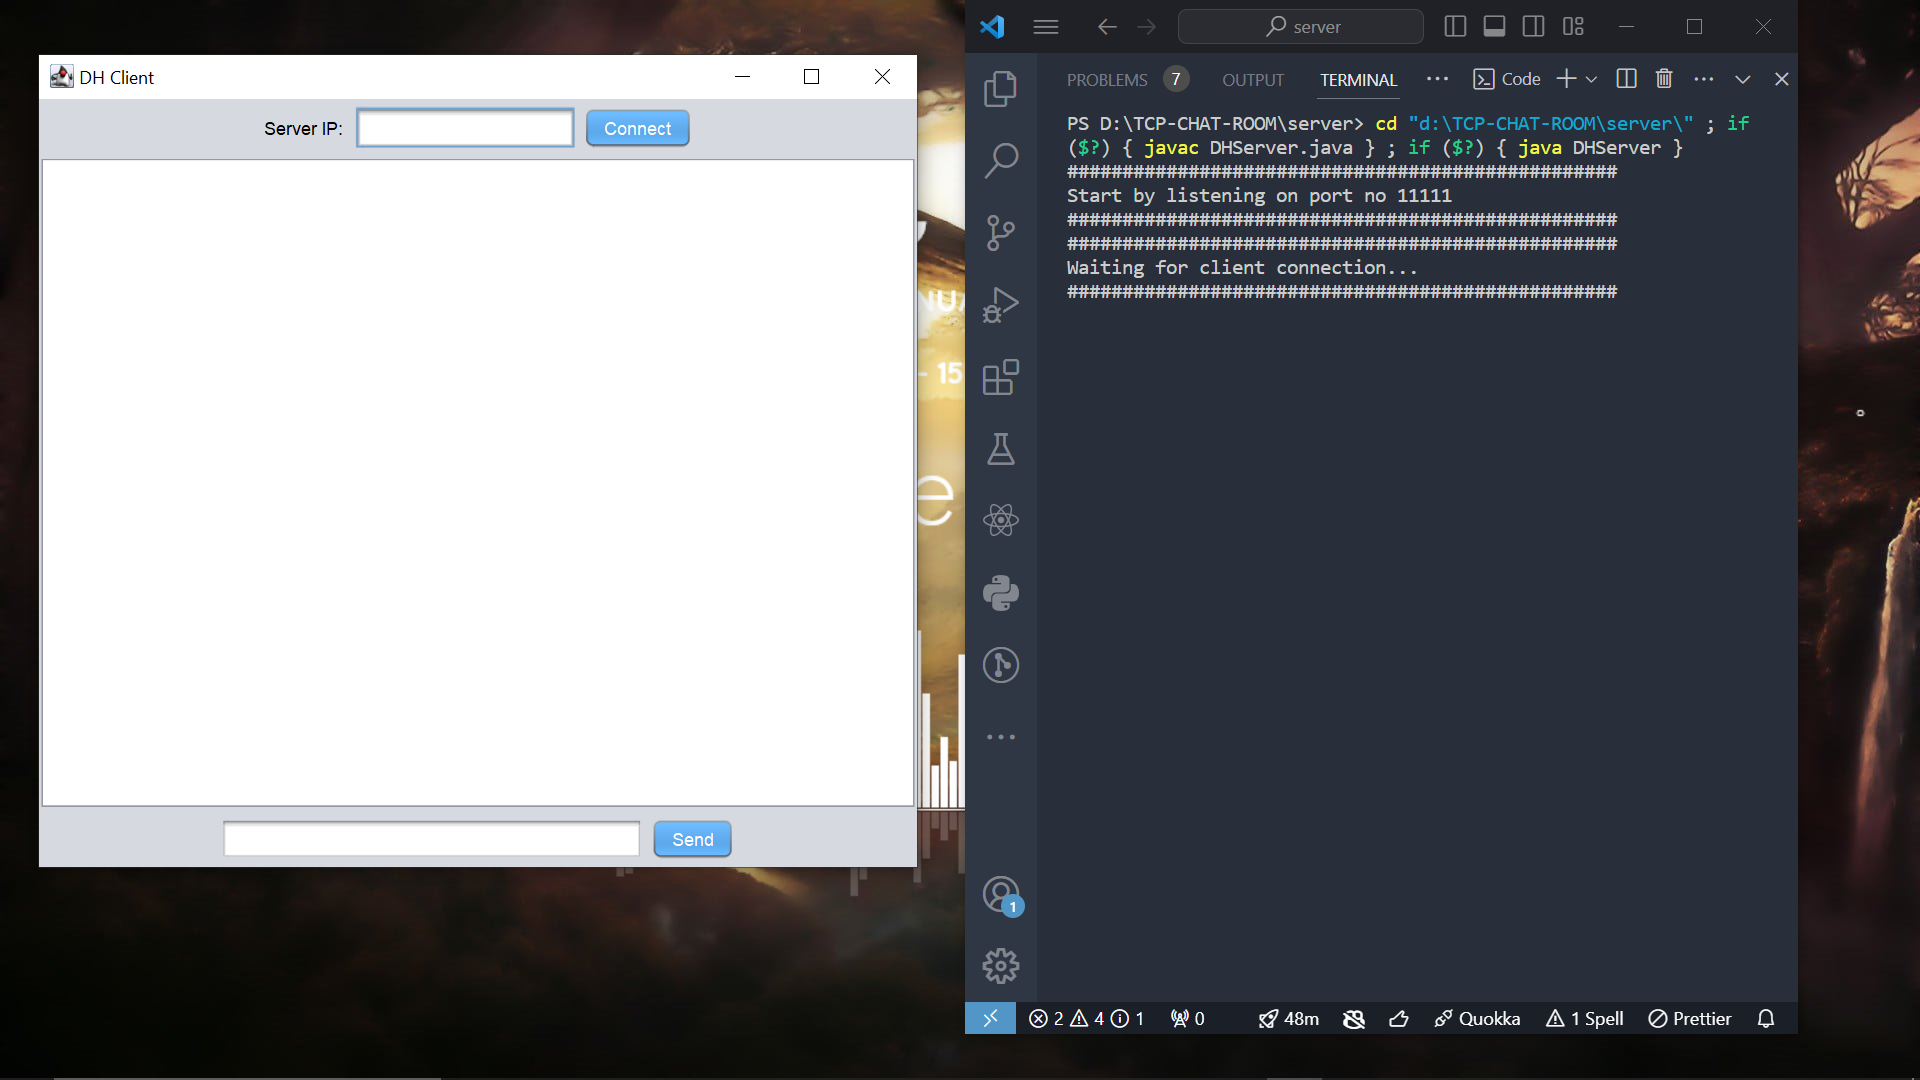 DH Client
Server IP:
Connect
Send
server
PROBLEMS 7 OUTPUT TERMINAL ··· Code
PS D:\TCP-CHAT-ROOM\server> cd "d:\TCP-CHAT-ROOM\server\" ; if
($?) { javac DHServer.java } ; if ($?) { java DHServer }
##################################################
Start by listening on port no 11111
##################################################
##################################################
Waiting for client connection...
##################################################
1
2 4 1 0 48m Quokka 1 Spell Prettier
- 15
e